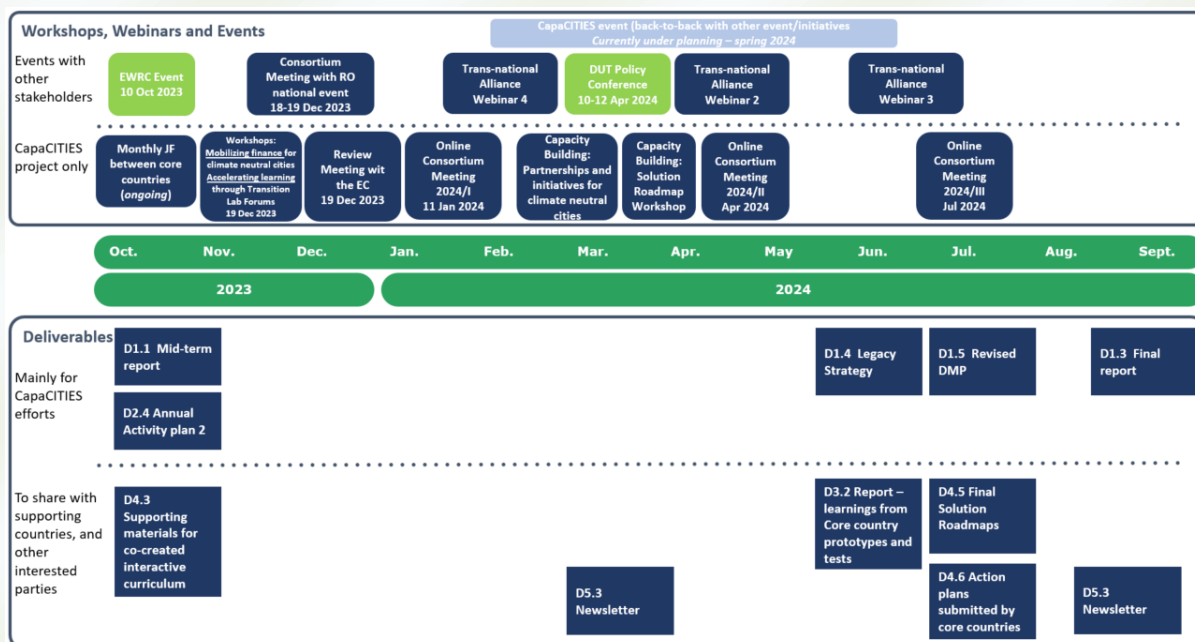 Workshops, Webinars and Events
CapaCITIES event (back-to-back with other event/initiatives
Currently under planning – spring 2024
Events with
other
stakeholders
EWRC Event
10 Oct 2023
Consortium
Meeting with RO
national event
18-19 Dec 2023
Trans-national
Alliance
Webinar 4
DUT Policy
Conference
10-12 Apr 2024
Trans-national
Alliance
Webinar 2
Trans-national
Alliance
Webinar 3
CapaCITIES
project only
Monthly JF
between core
countries
(ongoing)
Workshops:
Mobilizing finance for
climate neutral cities
Accelerating learning
through Transition
Lab Forums
19 Dec 2023
Review
Meeting wit
the EC
19 Dec 2023
Online
Consortium
Meeting
2024/I
11 Jan 2024
Capacity
Building:
Partnerships and
initiatives for
climate neutral
cities
Capacity
Building:
Solution
Roadmap
Workshop
Online
Consortium
Meeting
2024/II
Apr 2024
Online
Consortium
Meeting
2024/III
Jul 2024
Oct. Nov. Dec. Jan. Feb. Mar. Apr. May Jun. Jul. Aug. Sept.
2023 2024
Deliverables
Mainly for
CapaCITIES
efforts
D1.1 Mid-term
report
D2.4 Annual
Activity plan 2
D1.4 Legacy
Strategy
D1.5 Revised
DMP
D1.3 Final
report
To share with
supporting
countries, and
other
interested
parties
D4.3
Supporting
materials for
co-created
interactive
curriculum
D5.3
Newsletter
D3.2 Report –
learnings from
Core country
prototypes and
tests
D4.5 Final
Solution
Roadmaps
D4.6 Action
plans
submitted by
core countries
D5.3
Newsletter